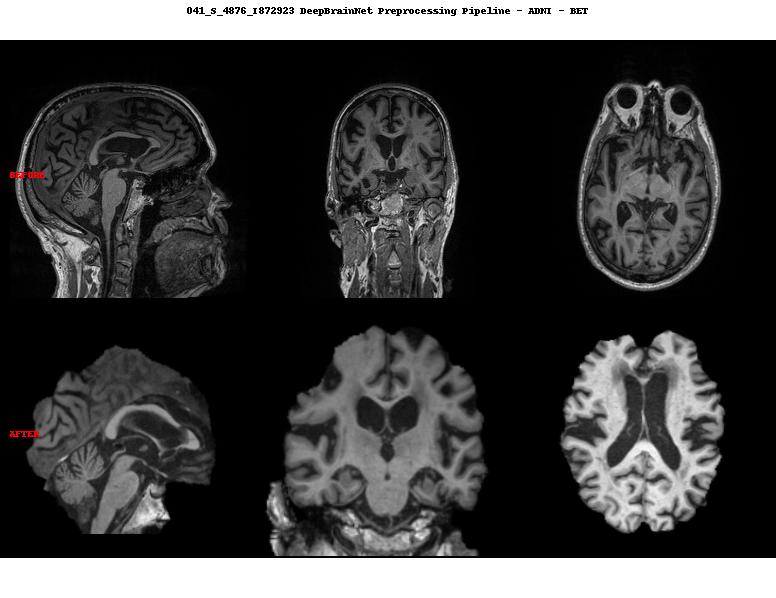 041_S_4876_I872923 DeepBrainNet Preprocessing Pipeline - ADNI - BET
BEFORE
AFTER